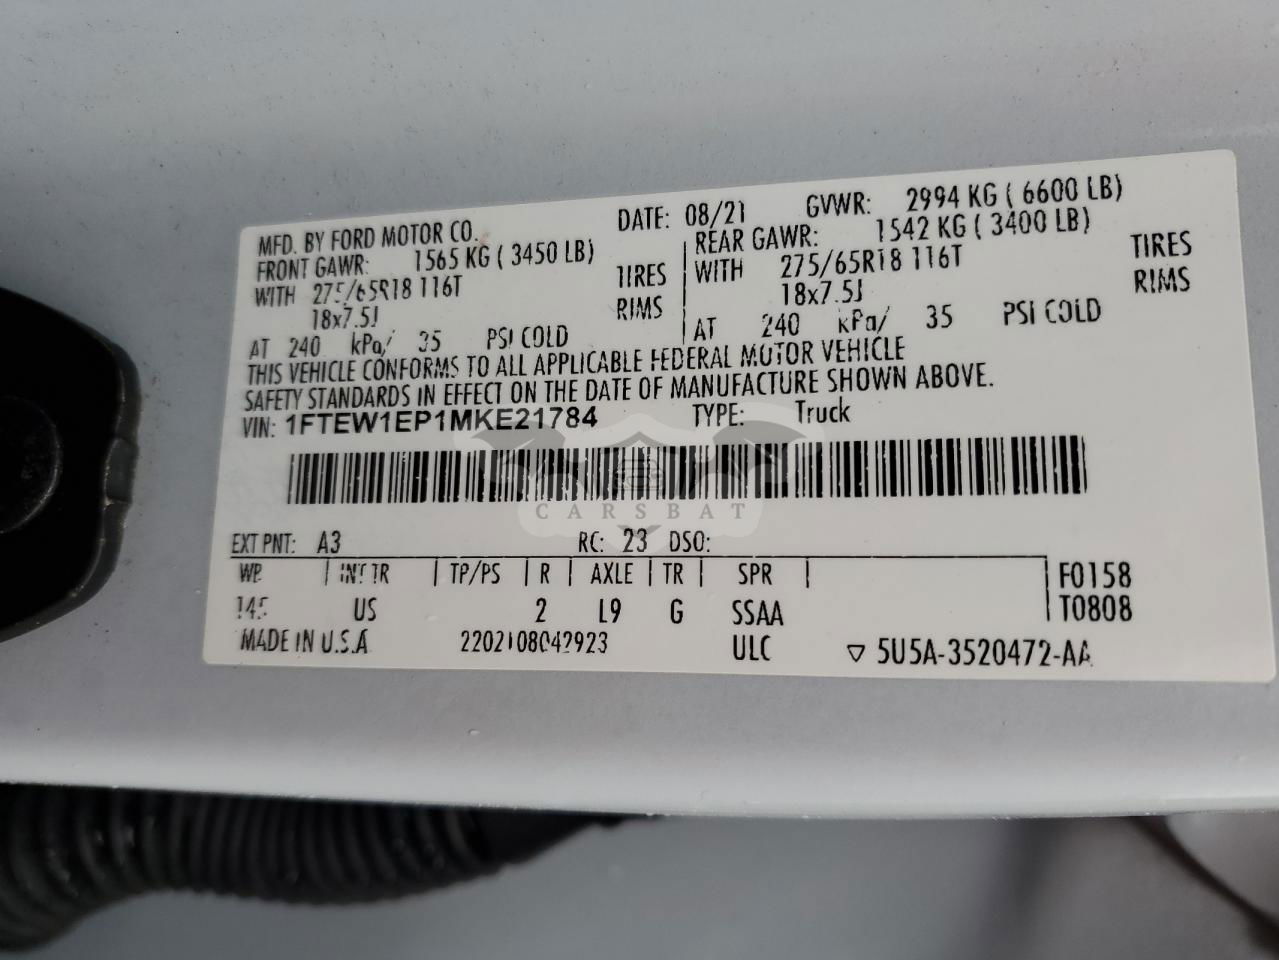 MFD. BY FORD MOTOR CO. DATE: 08/21 GVWR: 2994 KG ( 6600 LB)
FRONT GAWR: 1565 KG ( 3450 LB) REAR GAWR: 1542 KG ( 3400 LB)
WITH 275/65R18 116T TIRES WITH 275/65R18 116T TIRES
18x7.5J RIMS 18x7.5J RIMS
AT 240 kPa/ 35 PSI COLD AT 240 kPa/ 35 PSI COLD
THIS VEHICLE CONFORMS TO ALL APPLICABLE FEDERAL MOTOR VEHICLE
SAFETY STANDARDS IN EFFECT ON THE DATE OF MANUFACTURE SHOWN ABOVE.
VIN: 1FTEW1EP1MKE21784 TYPE: Truck
CARSBAT
EXT PNT: A3 RC: 23 DSO:
WB INT TR TP/PS R AXLE TR SPR F0158
145 US 2 L9 G SSAA T0808
MADE IN U.S.A ULC ▽ 5U5A-3520472-AA